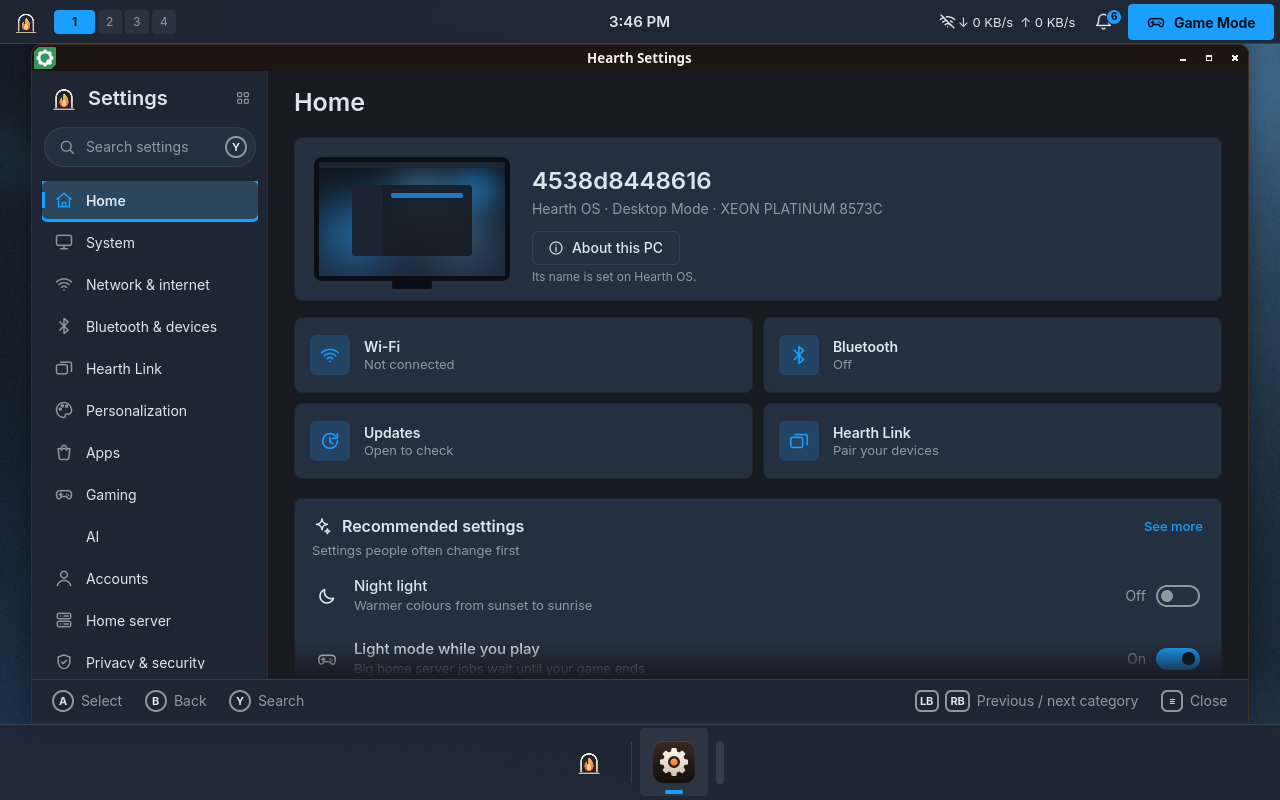 1 2 3 4
3:46 PM
↓ 0 KB/s ↑ 0 KB/s
6
Game Mode
Hearth Settings
Settings
Search settings Y
Home
System
Network & internet
Bluetooth & devices
Hearth Link
Personalization
Apps
Gaming
AI
Accounts
Home server
Privacy & security
Home
4538d8448616
Hearth OS · Desktop Mode · XEON PLATINUM 8573C
About this PC
Its name is set on Hearth OS.
Wi-Fi
Not connected
Bluetooth
Off
Updates
Open to check
Hearth Link
Pair your devices
Recommended settings
See more
Settings people often change first
Night light
Warmer colours from sunset to sunrise
Off
Light mode while you play
Big home server jobs wait until your game ends
On
A Select B Back Y Search
LB RB Previous / next category ≡ Close